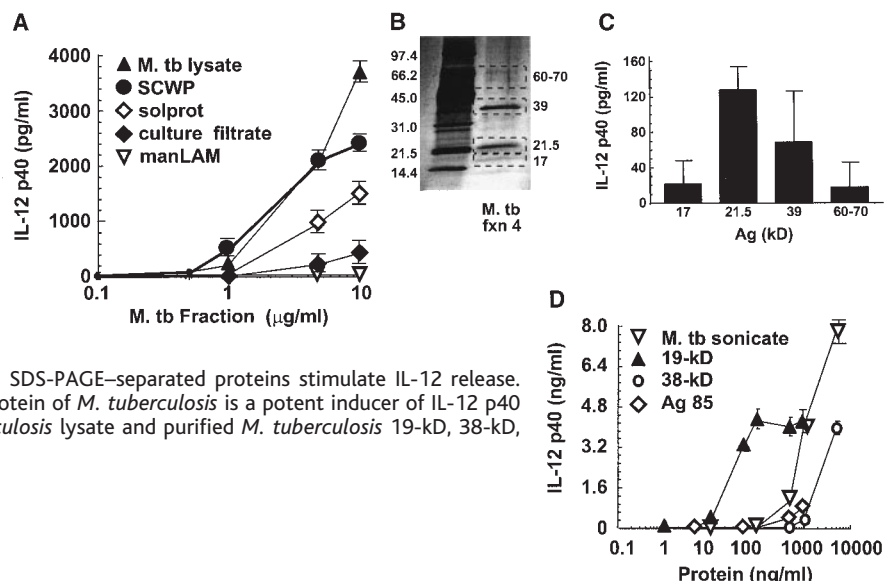 A
IL-12 p40 (pg/ml)
4000
3000
2000
1000
0
M. tb lysate
SCWP
solprot
culture filtrate
manLAM
0.1 1 10
M. tb Fraction (μg/ml)
B
97.4
66.2
45.0
31.0
21.5
14.4
60-70
39
21.5
17
M. tb
fxn 4
C
IL-12 p40 (pg/ml)
160
120
80
40
0
17 21.5 39 60-70
Ag (kD)
SDS-PAGE–separated proteins stimulate IL-12 release.
otein of M. tuberculosis is a potent inducer of IL-12 p40
culosis lysate and purified M. tuberculosis 19-kD, 38-kD,
D
IL-12 p40 (ng/ml)
8.0
6.4
4.8
3.2
1.6
0
M. tb sonicate
19-kD
38-kD
Ag 85
0.1 1 10 100 1000 10000
Protein (ng/ml)